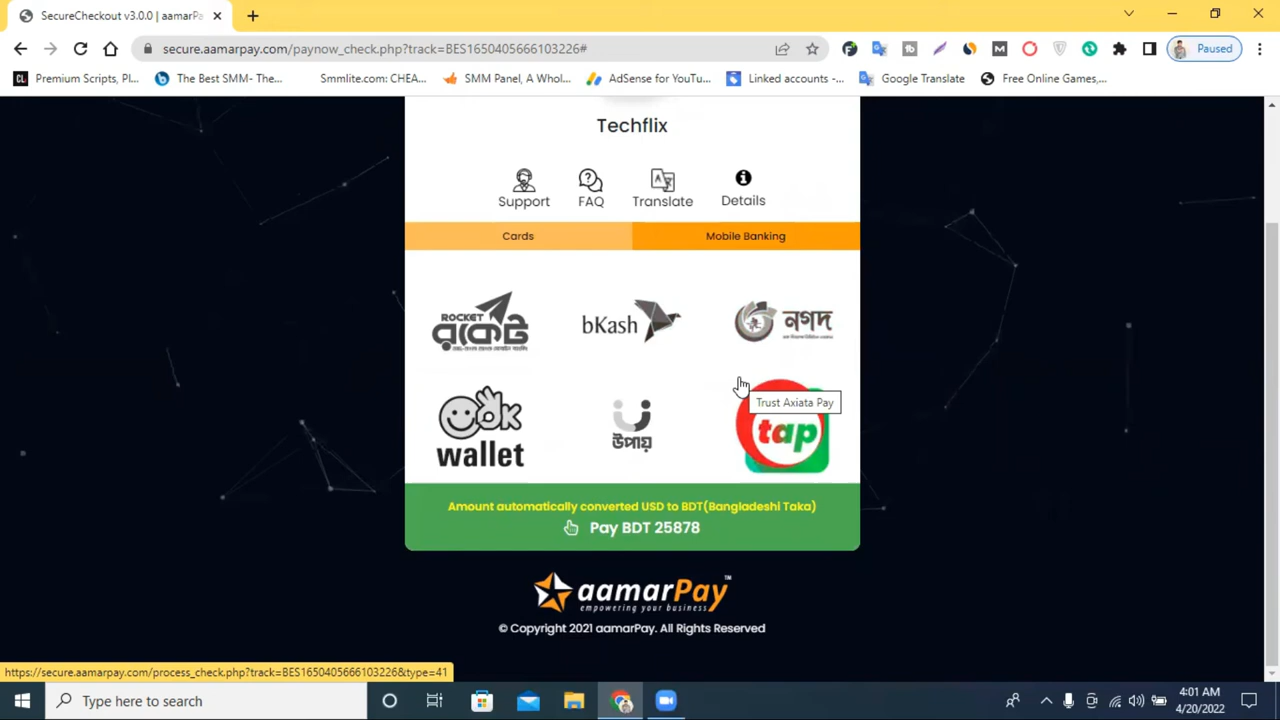 SecureCheckout v3.0.0 | aamarPa
secure.aamarpay.com/paynow_check.php?track=BES1650405666103226#
Paused
Premium Scripts, Pl...
The Best SMM- The...
Smmlite.com: CHEA...
SMM Panel, A Whol...
AdSense for YouTu...
Linked accounts -...
Google Translate
Free Online Games,...
Techflix
Support
FAQ
Translate
Details
Cards
Mobile Banking
ROCKET
রকেট
bKash
নগদ
OK
wallet
উপায়
tap
Trust Axiata Pay
Amount automatically converted USD to BDT(Bangladeshi Taka)
Pay BDT 25878
aamarPay™
empowering your business
© Copyright 2021 aamarPay. All Rights Reserved
https://secure.aamarpay.com/process_check.php?track=BES1650405666103226&type=41
Type here to search
4:01 AM
4/20/2022